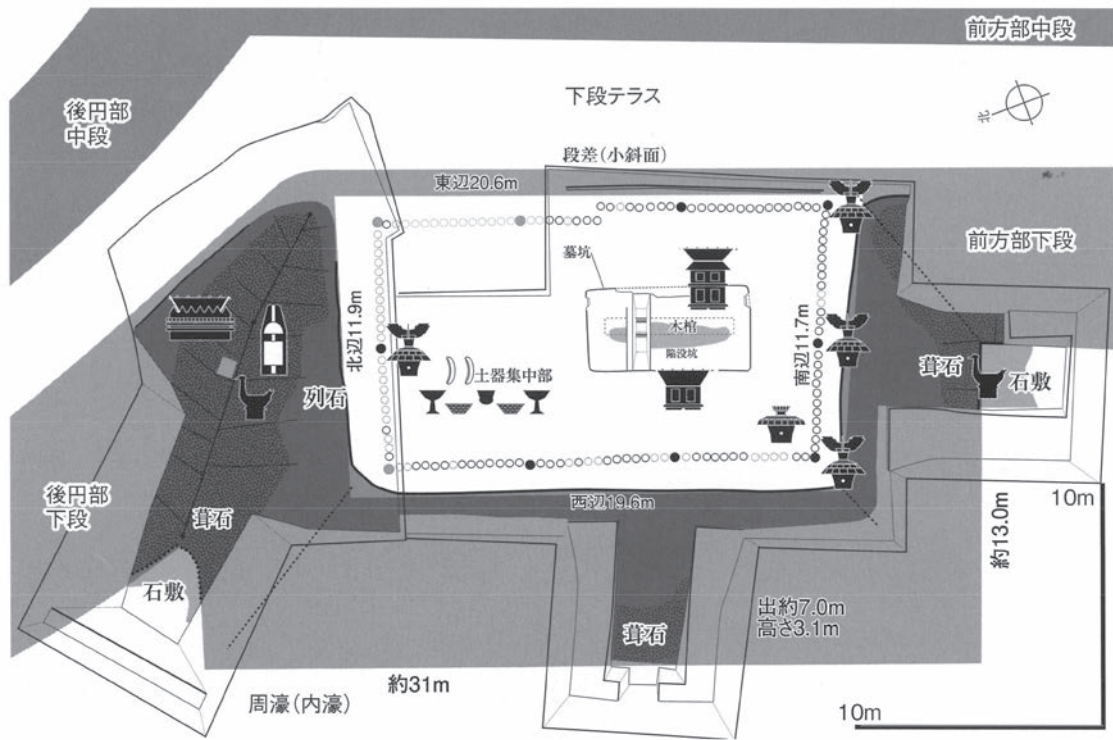 前方部中段
後円部
中段
下段テラス
北
段差(小斜面)
東辺20.6m
前方部下段
墓坑
北辺11.9m
木棺
陥没坑
南辺11.7m
土器集中部
列石
葺石
石敷
後円部
下段
葺石
西辺19.6m
10m
約13.0m
石敷
出約7.0m
高さ3.1m
葺石
約31m
周濠(内濠)
10m